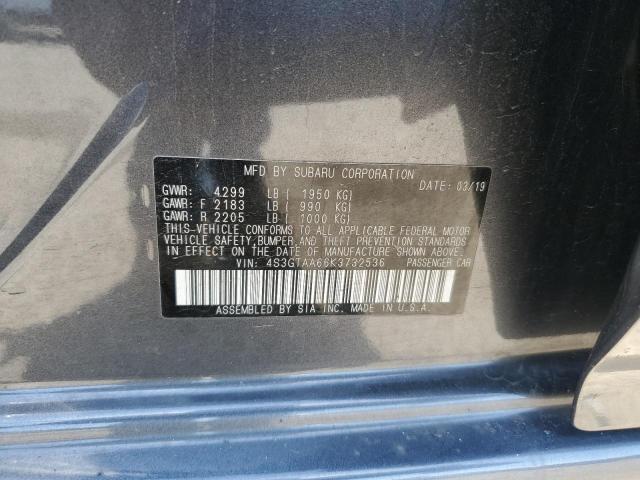 MFD BY SUBARU CORPORATION
DATE: 03/19
GVWR: 4299 LB ( 1950 KG)
GAWR: F 2183 LB ( 990 KG)
GAWR: R 2205 LB ( 1000 KG)
THIS VEHICLE CONFORMS TO ALL APPLICABLE FEDERAL MOTOR
VEHICLE SAFETY, BUMPER, AND THEFT PREVENTION STANDARDS
IN EFFECT ON THE DATE OF MANUFACTURE SHOWN ABOVE.
VIN: 4S3GTAA66K3732536 PASSENGER CAR
ASSEMBLED BY SIA, INC. MADE IN U.S.A.